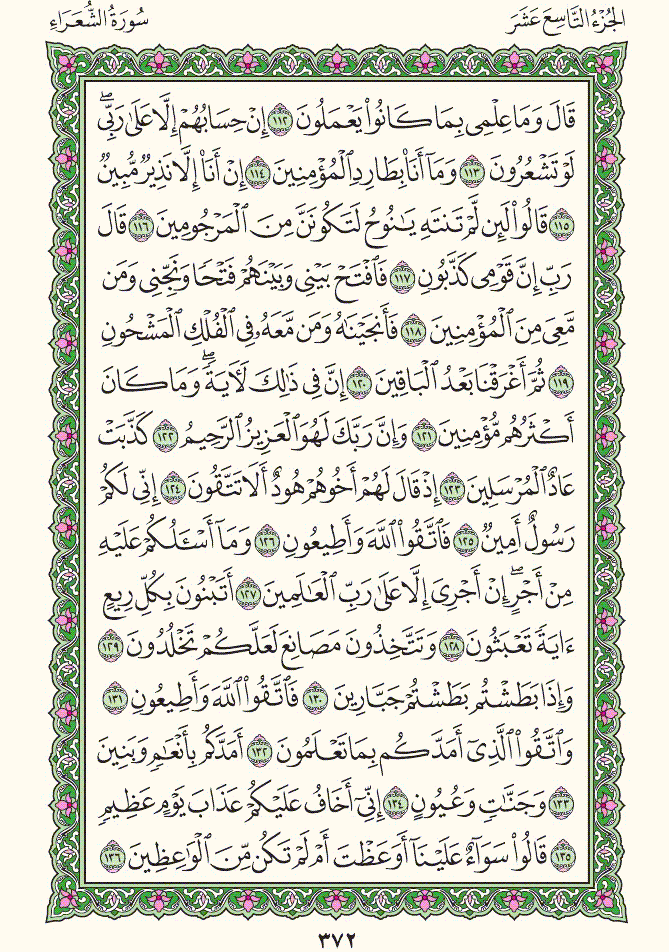 الجُزْءُ التَّاسِعَ عَشَرَ
سُورَةُ الشُّعَرَاءِ
قَالَ وَمَا عِلْمِى بِمَا كَانُوا۟ يَعْمَلُونَ ١١٢ إِنْ حِسَابُهُمْ إِلَّا عَلَىٰ رَبِّى ۖ
لَوْ تَشْعُرُونَ ١١٣ وَمَآ أَنَا۠ بِطَارِدِ ٱلْمُؤْمِنِينَ ١١٤ إِنْ أَنَا۠ إِلَّا نَذِيرٌ مُّبِينٌ
١١٥ قَالُوا۟ لَئِن لَّمْ تَنتَهِ يَـٰنُوحُ لَتَكُونَنَّ مِنَ ٱلْمَرْجُومِينَ ١١٦ قَالَ
رَبِّ إِنَّ قَوْمِى كَذَّبُونِ ١١٧ فَٱفْتَحْ بَيْنِى وَبَيْنَهُمْ فَتْحًا وَنَجِّنِى وَمَن
مَّعِىَ مِنَ ٱلْمُؤْمِنِينَ ١١٨ فَأَنجَيْنَـٰهُ وَمَن مَّعَهُۥ فِى ٱلْفُلْكِ ٱلْمَشْحُونِ
١١٩ ثُمَّ أَغْرَقْنَا بَعْدُ ٱلْبَاقِينَ ١٢٠ إِنَّ فِى ذَٰلِكَ لَـَٔايَةً ۖ وَمَا كَانَ
أَكْثَرُهُم مُّؤْمِنِينَ ١٢١ وَإِنَّ رَبَّكَ لَهُوَ ٱلْعَزِيزُ ٱلرَّحِيمُ ١٢٢ كَذَّبَتْ
عَادٌ ٱلْمُرْسَلِينَ ١٢٣ إِذْ قَالَ لَهُمْ أَخُوهُمْ هُودٌ أَلَا تَتَّقُونَ ١٢٤ إِنِّى لَكُمْ
رَسُولٌ أَمِينٌ ١٢٥ فَٱتَّقُوا۟ ٱللَّهَ وَأَطِيعُونِ ١٢٦ وَمَآ أَسْـَٔلُكُمْ عَلَيْهِ
مِنْ أَجْرٍ ۖ إِنْ أَجْرِىَ إِلَّا عَلَىٰ رَبِّ ٱلْعَـٰلَمِينَ ١٢٧ أَتَبْنُونَ بِكُلِّ رِيعٍ
ءَايَةً تَعْبَثُونَ ١٢٨ وَتَتَّخِذُونَ مَصَانِعَ لَعَلَّكُمْ تَخْلُدُونَ ١٢٩
وَإِذَا بَطَشْتُم بَطَشْتُمْ جَبَّارِينَ ١٣٠ فَٱتَّقُوا۟ ٱللَّهَ وَأَطِيعُونِ ١٣١
وَٱتَّقُوا۟ ٱلَّذِىٓ أَمَدَّكُم بِمَا تَعْلَمُونَ ١٣٢ أَمَدَّكُم بِأَنْعَـٰمٍ وَبَنِينَ
١٣٣ وَجَنَّـٰتٍ وَعُيُونٍ ١٣٤ إِنِّىٓ أَخَافُ عَلَيْكُمْ عَذَابَ يَوْمٍ عَظِيمٍ
١٣٥ قَالُوا۟ سَوَآءٌ عَلَيْنَآ أَوَعَظْتَ أَمْ لَمْ تَكُن مِّنَ ٱلْوَٰعِظِينَ ١٣٦
٣٧٢